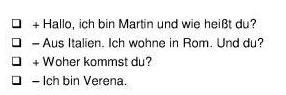 ❑ + Hallo, ich bin Martin und wie heißt du?
❑ – Aus Italien. Ich wohne in Rom. Und du?
❑ + Woher kommst du?
❑ – Ich bin Verena.